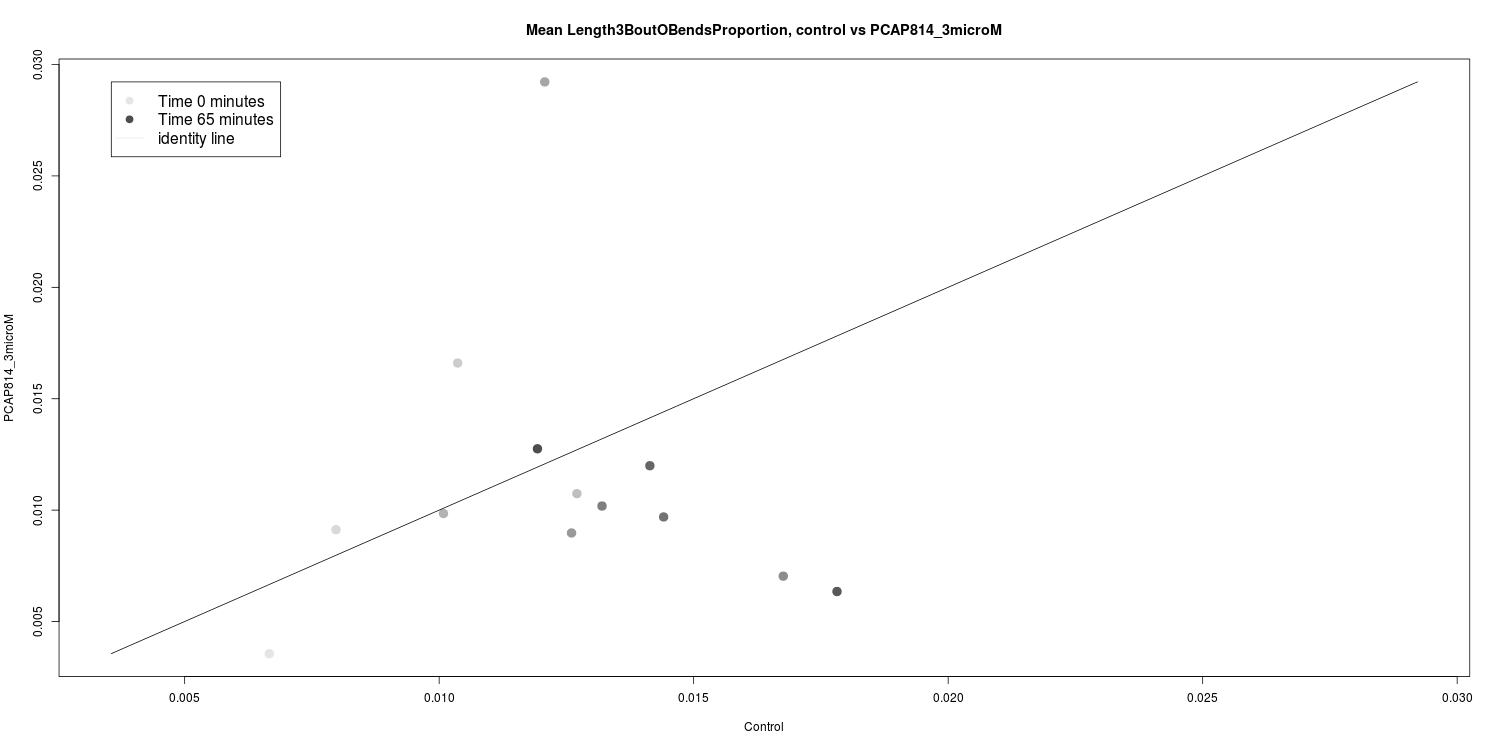 Mean Length3BoutOBendsProportion, control vs PCAP814_3microM
Time 0 minutes
Time 65 minutes
identity line
PCAP814_3microM
0.030
0.025
0.020
0.015
0.010
0.005
0.005
0.010
0.015
0.020
0.025
0.030
Control